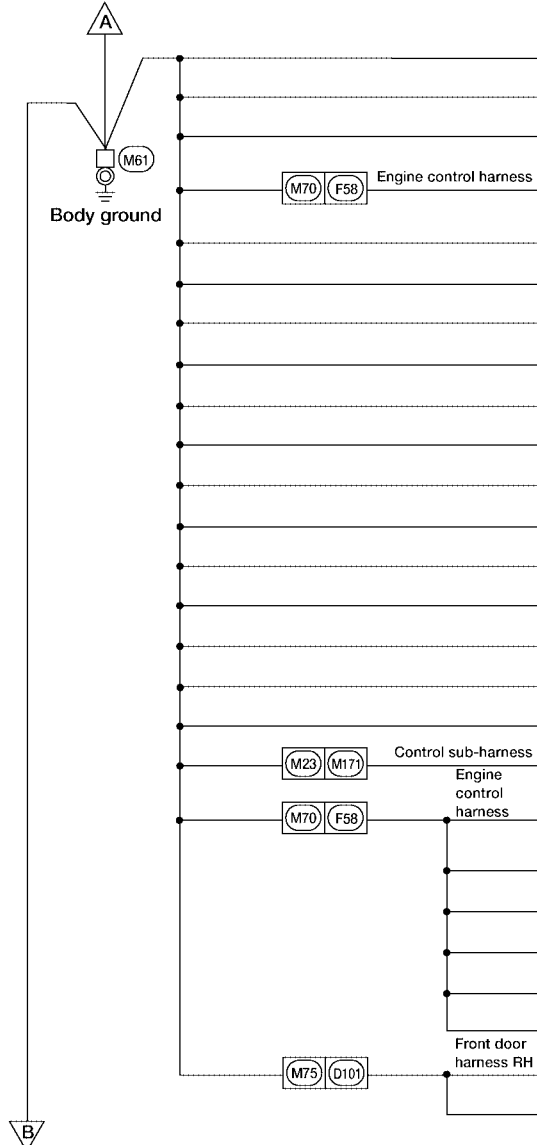 A
M61
Body ground
M70 F58 Engine control harness
M23 M171 Control sub-harness
Engine
control
harness
M70 F58
Front door
harness RH
M75 D101
B